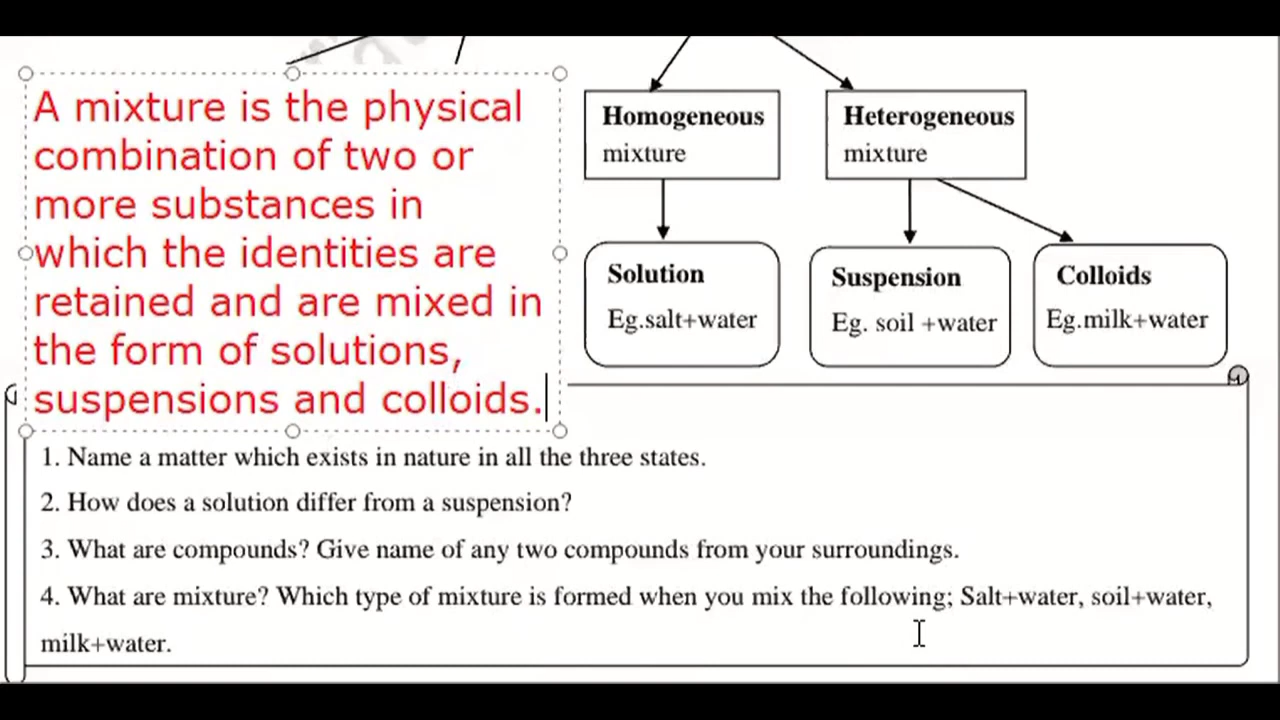 A mixture is the physical
combination of two or
more substances in
which the identities are
retained and are mixed in
the form of solutions,
suspensions and colloids.
Homogeneous
mixture
Heterogeneous
mixture
Solution
Eg.salt+water
Suspension
Eg. soil +water
Colloids
Eg.milk+water
1. Name a matter which exists in nature in all the three states.
2. How does a solution differ from a suspension?
3. What are compounds? Give name of any two compounds from your surroundings.
4. What are mixture? Which type of mixture is formed when you mix the following; Salt+water, soil+water,
milk+water.